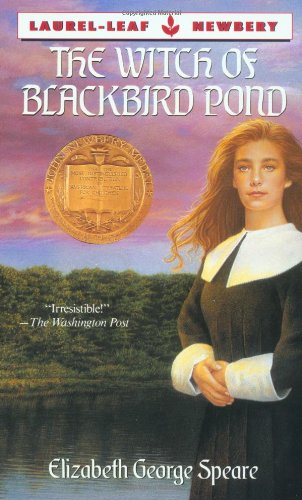 LAUREL-LEAF NEWBERY
THE WITCH OF
BLACKBIRD POND
"Irresistible!"
—The Washington Post
Elizabeth George Speare